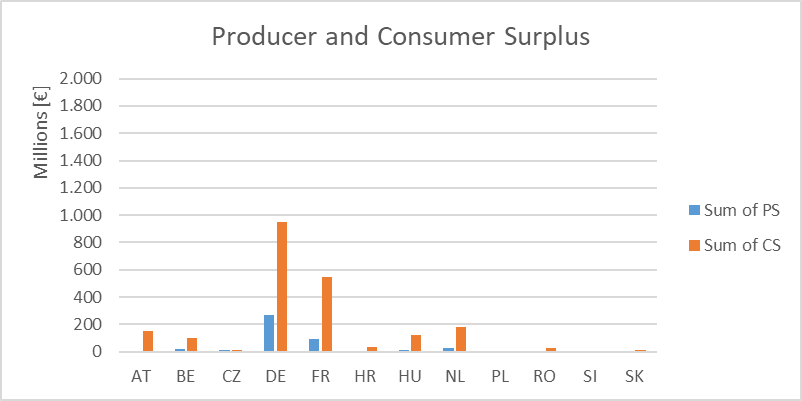 Producer and Consumer Surplus
Millions [€]
2.000
1.800
1.600
1.400
1.200
1.000
800
600
400
200
0
AT BE CZ DE FR HR HU NL PL RO SI SK
Sum of PS
Sum of CS